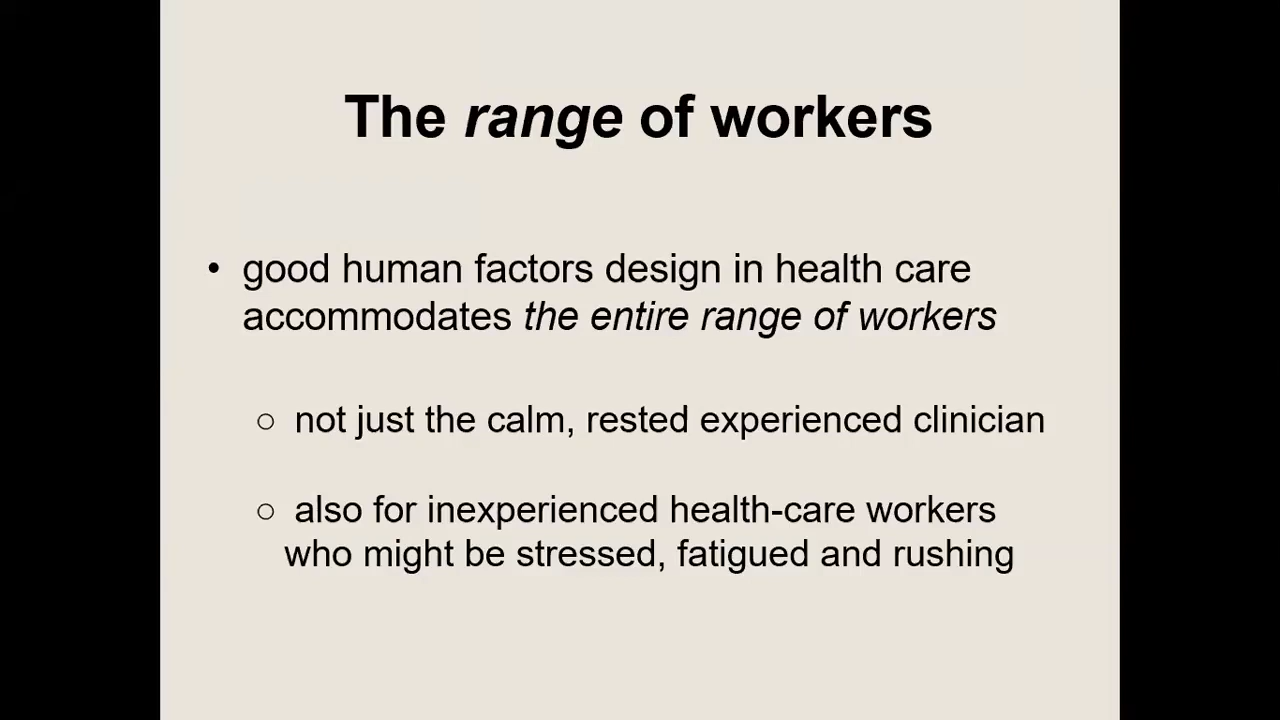 The range of workers
• good human factors design in health care
accommodates the entire range of workers
○ not just the calm, rested experienced clinician
○ also for inexperienced health-care workers
who might be stressed, fatigued and rushing